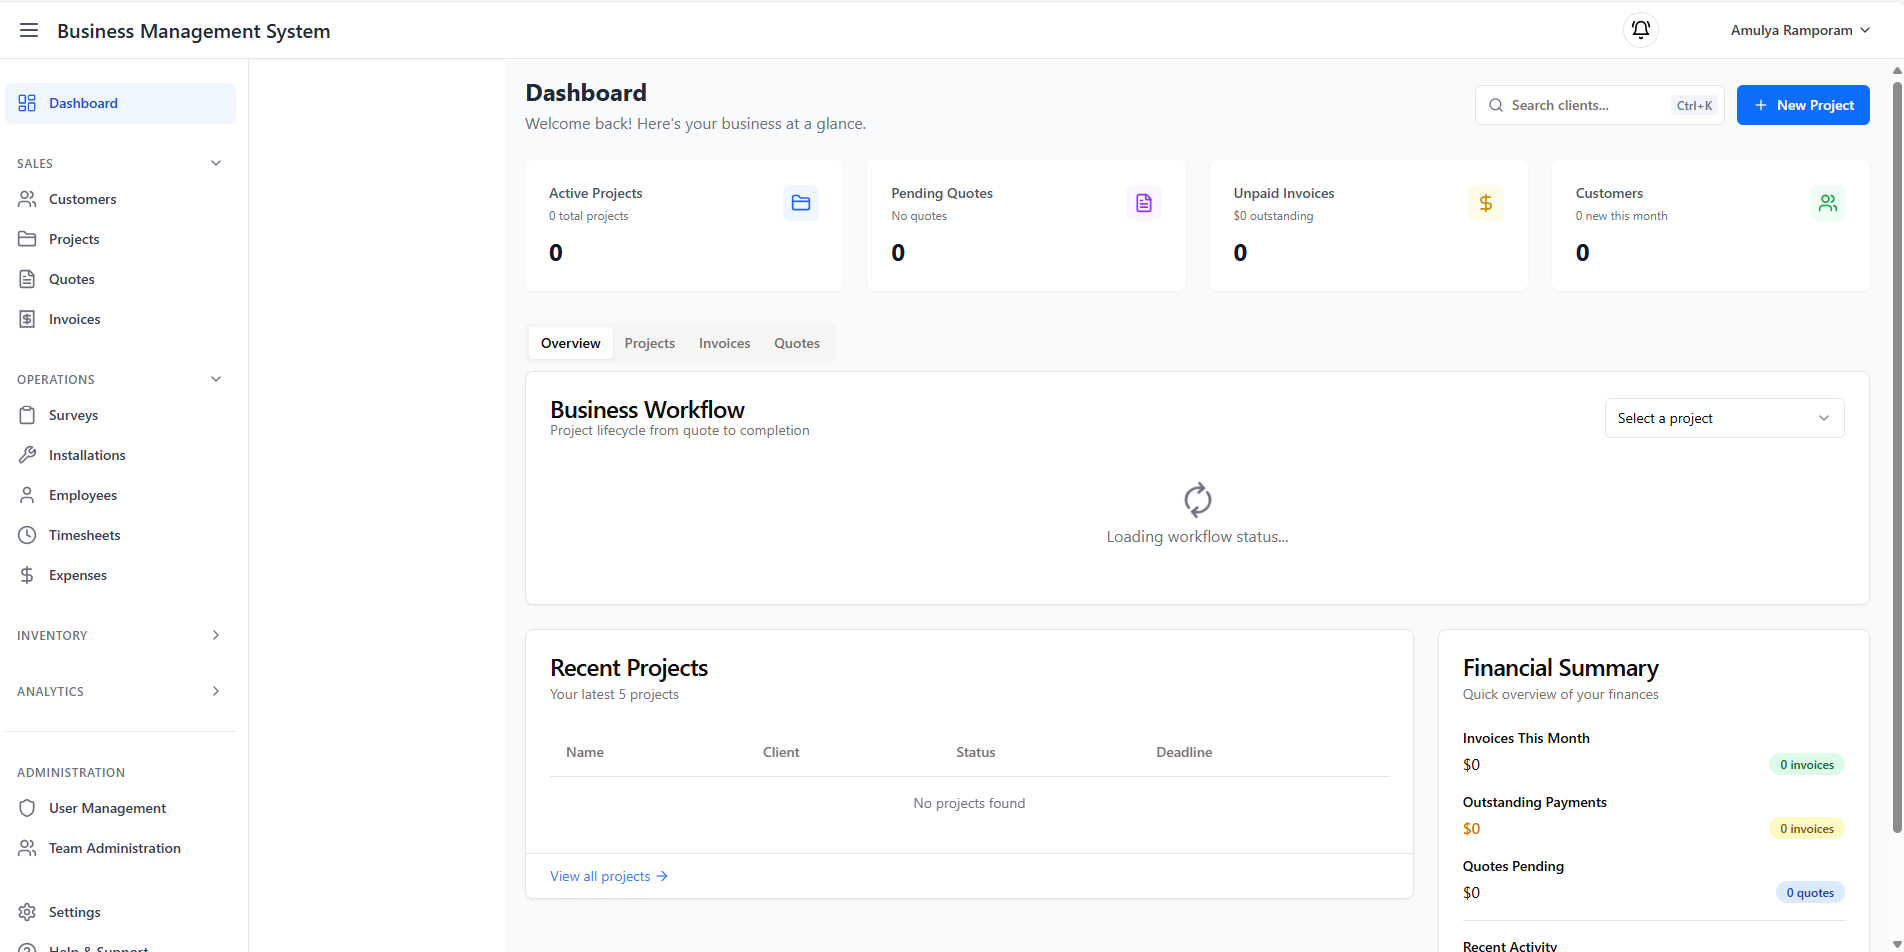 Business Management System
Amulya Ramporam
Dashboard
SALES
Customers
Projects
Quotes
Invoices
OPERATIONS
Surveys
Installations
Employees
Timesheets
Expenses
INVENTORY
ANALYTICS
ADMINISTRATION
User Management
Team Administration
Settings
Help & Support
Dashboard
Welcome back! Here's your business at a glance.
Search clients... Ctrl+K
New Project
Active Projects
0 total projects
0
Pending Quotes
No quotes
0
Unpaid Invoices
$0 outstanding
0
Customers
0 new this month
0
Overview Projects Invoices Quotes
Business Workflow
Project lifecycle from quote to completion
Select a project
Loading workflow status...
Recent Projects
Your latest 5 projects
Name Client Status Deadline
No projects found
View all projects
Financial Summary
Quick overview of your finances
Invoices This Month
$0 0 invoices
Outstanding Payments
$0 0 invoices
Quotes Pending
$0 0 quotes
Recent Activity